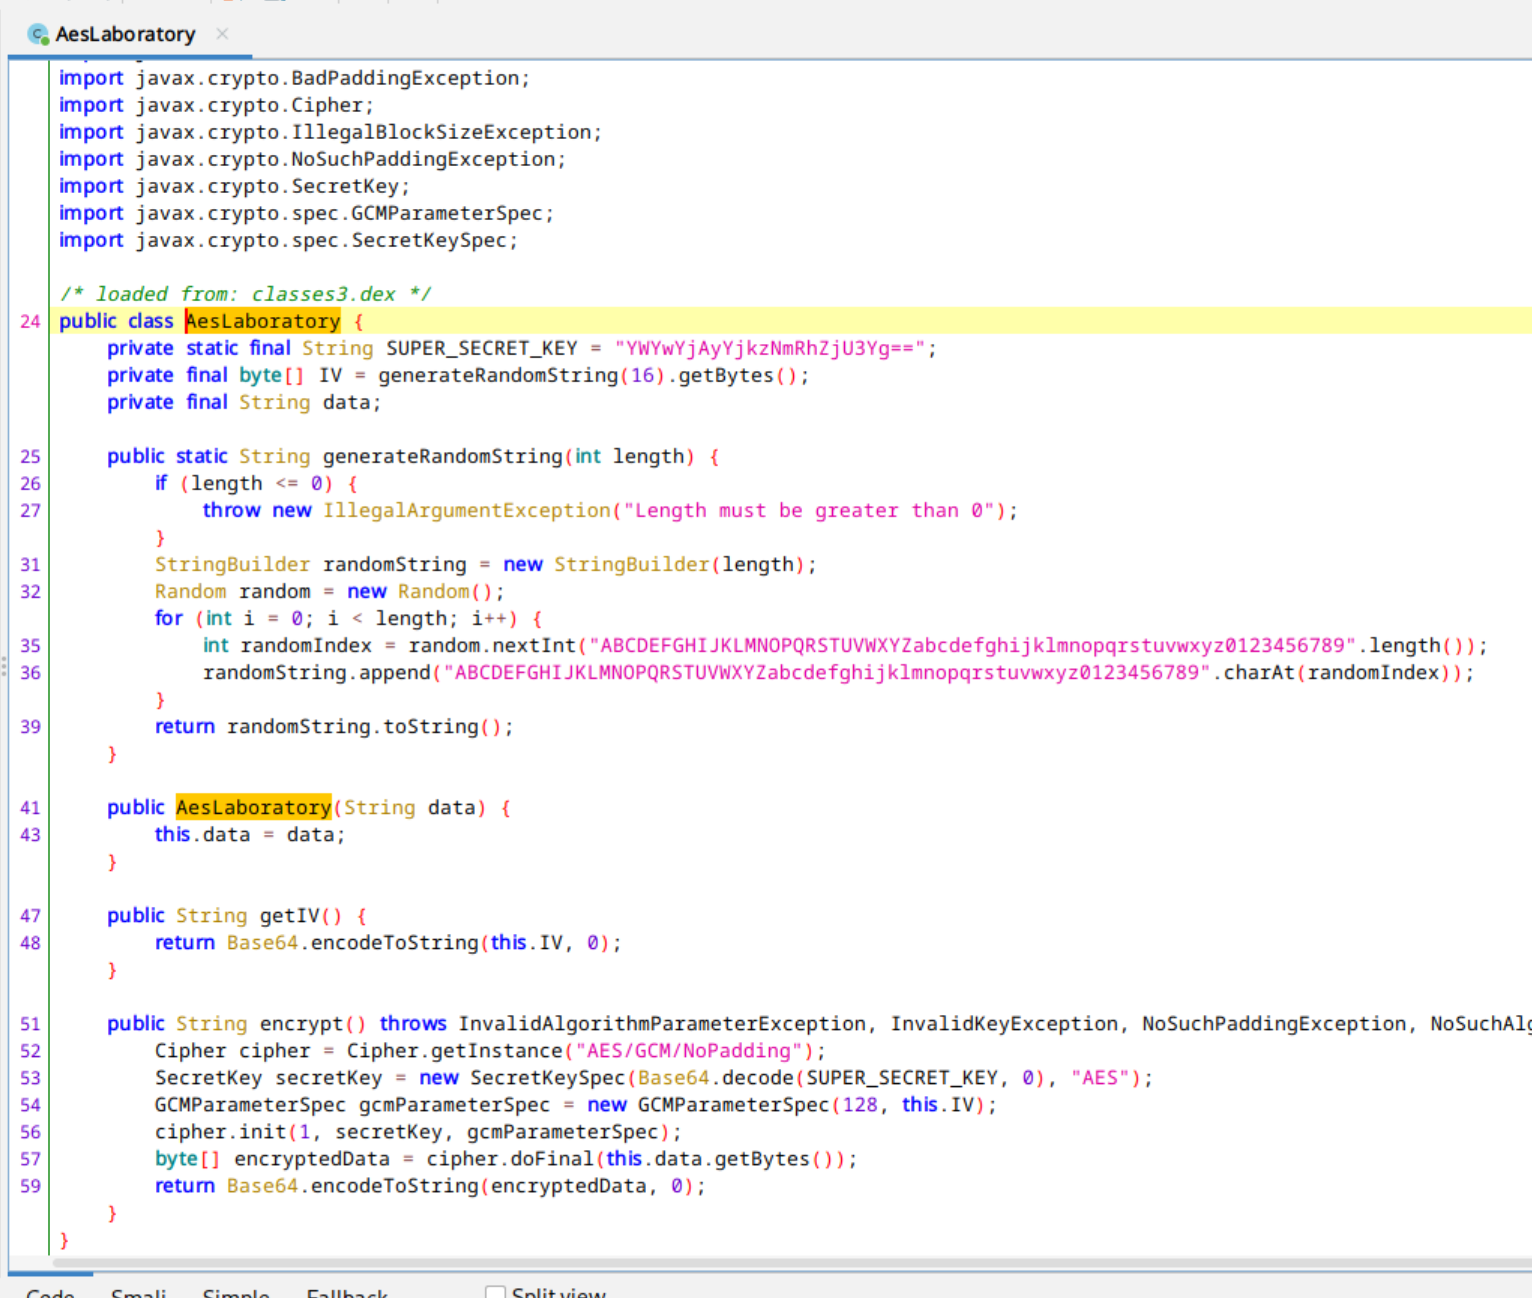 AesLaboratory
import javax.crypto.BadPaddingException;
import javax.crypto.Cipher;
import javax.crypto.IllegalBlockSizeException;
import javax.crypto.NoSuchPaddingException;
import javax.crypto.SecretKey;
import javax.crypto.spec.GCMParameterSpec;
import javax.crypto.spec.SecretKeySpec;
/* loaded from: classes3.dex */
24 public class AesLaboratory {
private static final String SUPER_SECRET_KEY = "YWYwYjAyYjkzNmRhZjU3Yg==";
private final byte[] IV = generateRandomString(16).getBytes();
private final String data;
25 public static String generateRandomString(int length) {
26 if (length <= 0) {
27 throw new IllegalArgumentException("Length must be greater than 0");
}
31 StringBuilder randomString = new StringBuilder(length);
32 Random random = new Random();
for (int i = 0; i < length; i++) {
35 int randomIndex = random.nextInt("ABCDEFGHIJKLMNOPQRSTUVWXYZabcdefghijklmnopqrstuvwxyz0123456789".length());
36 randomString.append("ABCDEFGHIJKLMNOPQRSTUVWXYZabcdefghijklmnopqrstuvwxyz0123456789".charAt(randomIndex));
}
39 return randomString.toString();
}
41 public AesLaboratory(String data) {
43 this.data = data;
}
47 public String getIV() {
48 return Base64.encodeToString(this.IV, 0);
}
51 public String encrypt() throws InvalidAlgorithmParameterException, InvalidKeyException, NoSuchPaddingException, NoSuchAlg
52 Cipher cipher = Cipher.getInstance("AES/GCM/NoPadding");
53 SecretKey secretKey = new SecretKeySpec(Base64.decode(SUPER_SECRET_KEY, 0), "AES");
54 GCMParameterSpec gcmParameterSpec = new GCMParameterSpec(128, this.IV);
56 cipher.init(1, secretKey, gcmParameterSpec);
57 byte[] encryptedData = cipher.doFinal(this.data.getBytes());
59 return Base64.encodeToString(encryptedData, 0);
}
}
Code Smali Simple Fallback Split view